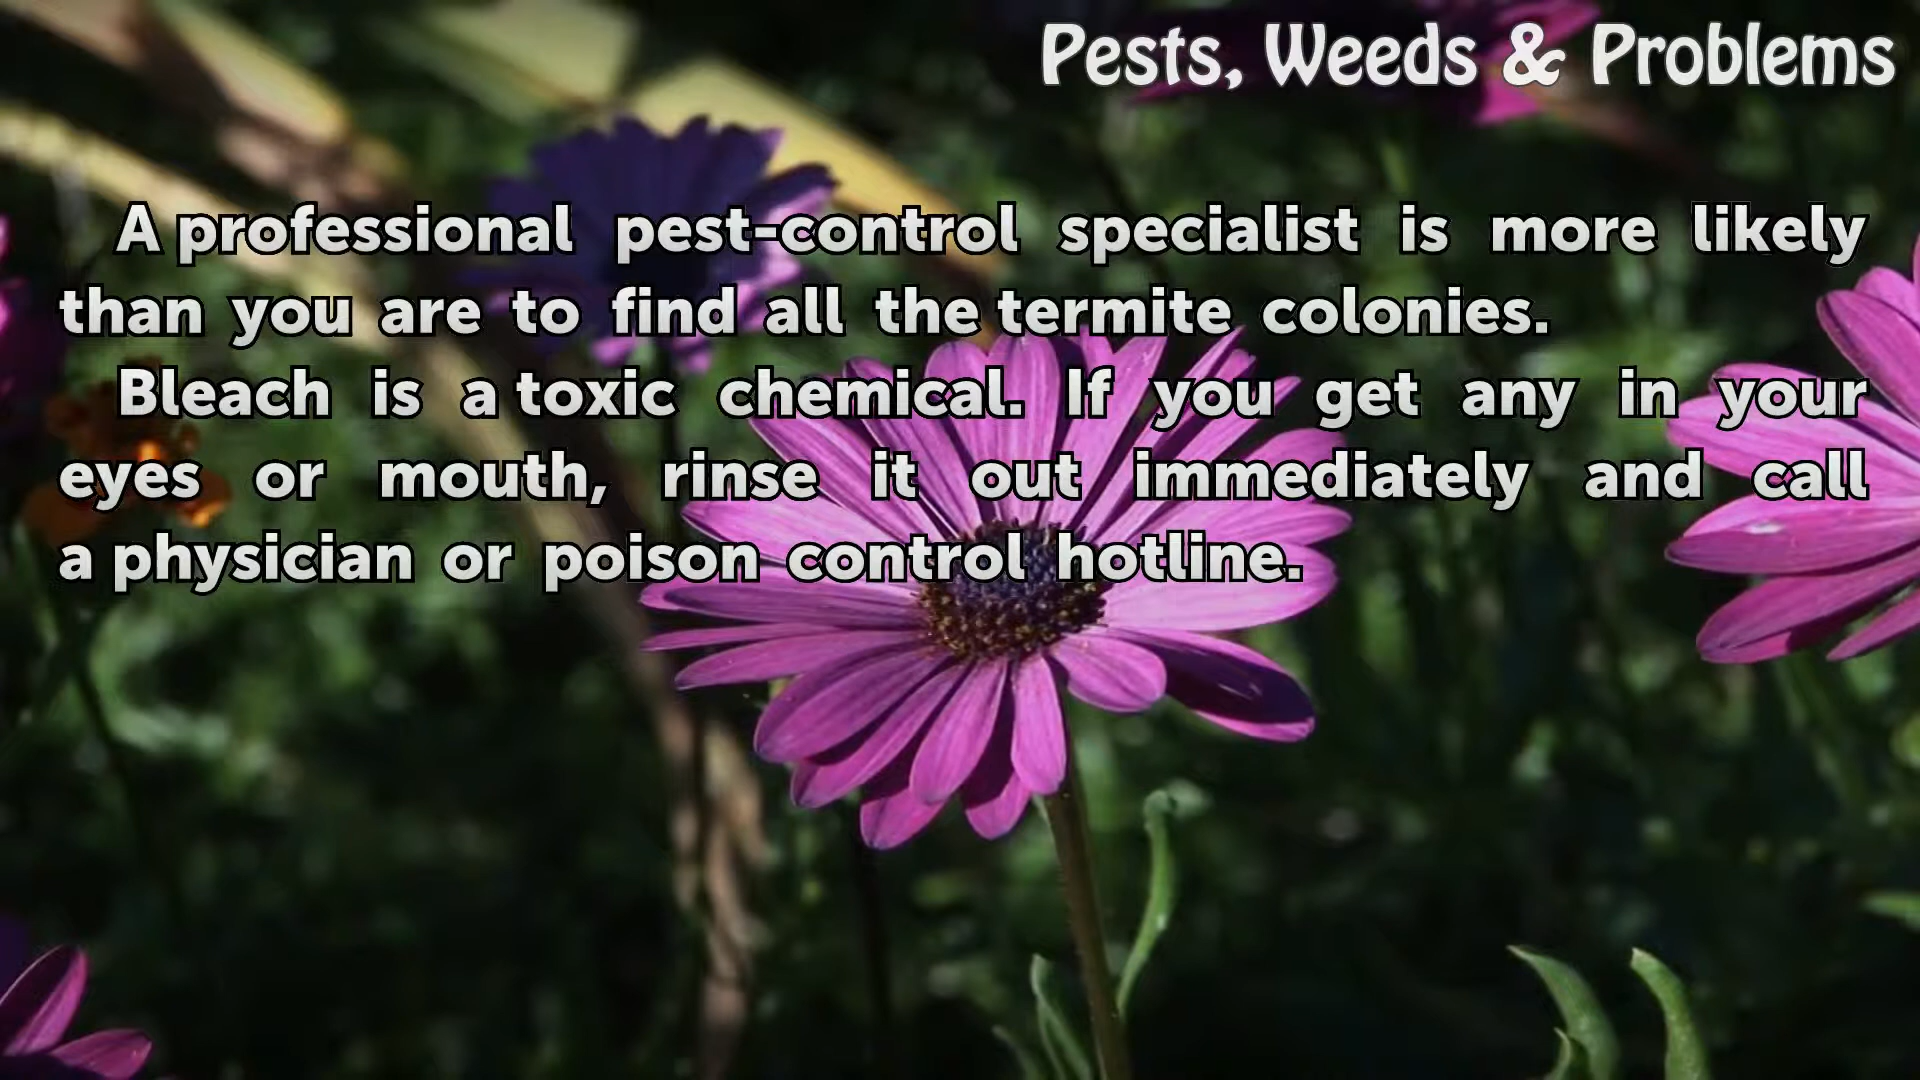 Pests, Weeds & Problems
A professional pest-control specialist is more likely
than you are to find all the termite colonies.
Bleach is a toxic chemical. If you get any in your
eyes or mouth, rinse it out immediately and call
a physician or poison control hotline.